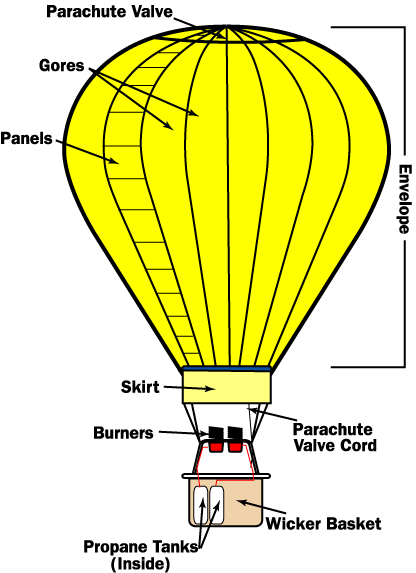 Parachute Valve
Gores
Panels
Envelope
Skirt
Burners
Parachute
Valve Cord
Wicker Basket
Propane Tanks
(Inside)